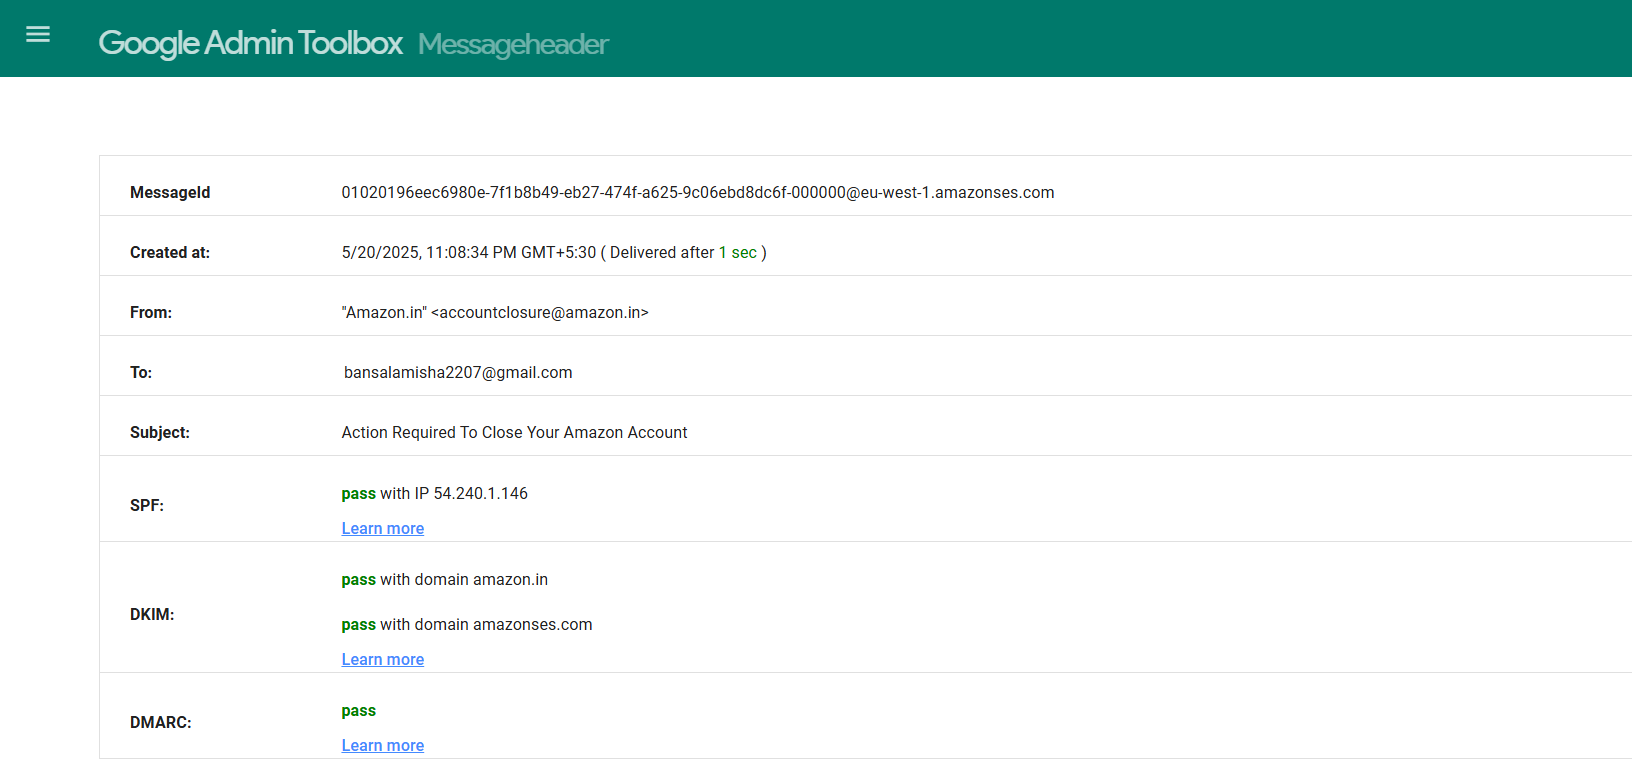 Google Admin Toolbox Messageheader
MessageId 01020196eec6980e-7f1b8b49-eb27-474f-a625-9c06ebd8dc6f-000000@eu-west-1.amazonses.com
Created at: 5/20/2025, 11:08:34 PM GMT+5:30 ( Delivered after 1 sec )
From: "Amazon.in" <accountclosure@amazon.in>
To: bansalamisha2207@gmail.com
Subject: Action Required To Close Your Amazon Account
SPF: pass with IP 54.240.1.146
Learn more
DKIM: pass with domain amazon.in
pass with domain amazonses.com
Learn more
DMARC: pass
Learn more